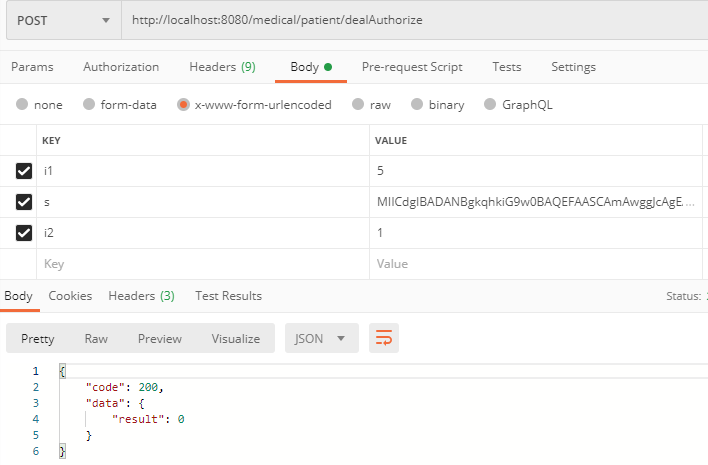 POST http://localhost:8080/medical/patient/dealAuthorize
Params Authorization Headers (9) Body Pre-request Script Tests Settings
none form-data x-www-form-urlencoded raw binary GraphQL
KEY VALUE
i1 5
s MIICdgIBADANBgkqhkiG9w0BAQEFAASCAmAwggJcAgE...
i2 1
Key Value
Body Cookies Headers (3) Test Results Status:
Pretty Raw Preview Visualize JSON
1 {
2 "code": 200,
3 "data": {
4 "result": 0
5 }
6 }